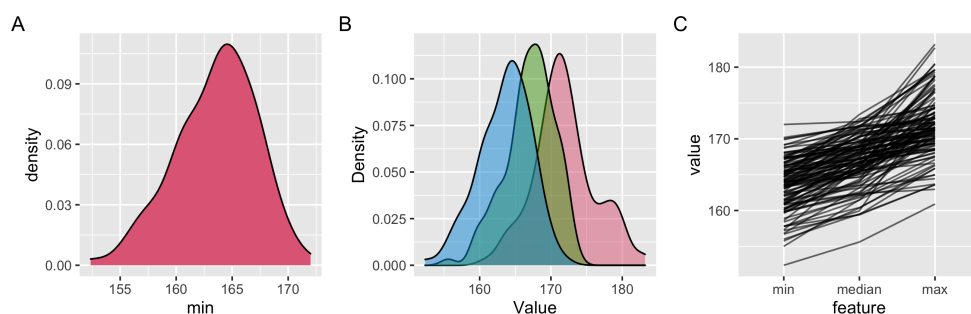 A
density
0.09
0.06
0.03
0.00
155 160 165 170
min
B
Density
0.100
0.075
0.050
0.025
0.000
160 170 180
Value
C
value
180
170
160
min median max
feature